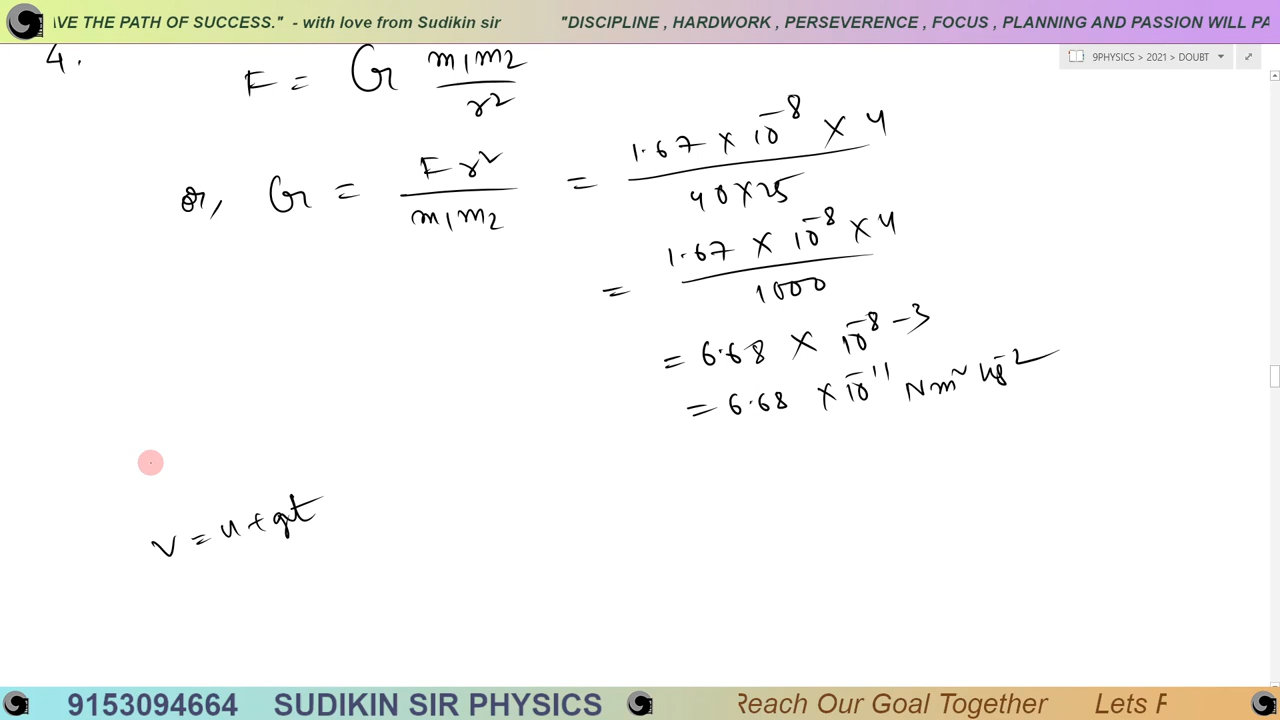 AVE THE PATH OF SUCCESS." - with love from Sudikin sir "DISCIPLINE , HARDWORK , PERSEVERENCE , FOCUS , PLANNING AND PASSION WILL PA
9PHYSICS > 2021 > DOUBT
4.
F = G m1m2 / r²
or, G = F r² / m1m2 = 1.67 × 10⁻⁸ × 4 / 40×25
= 1.67 × 10⁻⁸ × 4 / 1000
= 6.68 × 10⁻⁸ ⁻³
= 6.68 × 10⁻¹¹ Nm² kg⁻²
v = u + gt
9153094664 SUDIKIN SIR PHYSICS Reach Our Goal Together Lets F